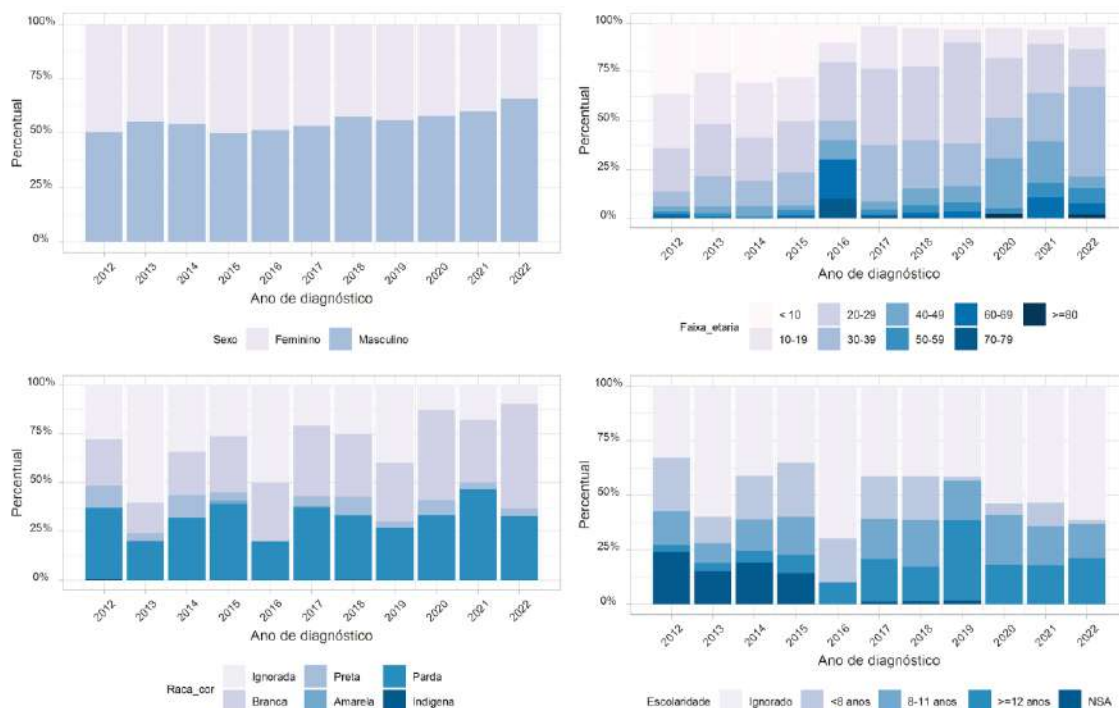 Percentual
100%
75%
50%
25%
0%
2012 2013 2014 2015 2016 2017 2018 2019 2020 2021 2022
Ano de diagnóstico
Sexo Feminino Masculino
Percentual
100%
75%
50%
25%
0%
2012 2013 2014 2015 2016 2017 2018 2019 2020 2021 2022
Ano de diagnóstico
Faixa_etaria
< 10 20-29 40-49 60-69 >=80
10-19 30-39 50-59 70-79
Percentual
100%
75%
50%
25%
0%
2012 2013 2014 2015 2016 2017 2018 2019 2020 2021 2022
Ano de diagnóstico
Raca_cor
Ignorada Preta Parda
Branca Amarela Indigena
Percentual
100%
75%
50%
25%
0%
2012 2013 2014 2015 2016 2017 2018 2019 2020 2021 2022
Ano de diagnóstico
Escolaridade Ignorado <8 anos 8-11 anos >=12 anos NSA